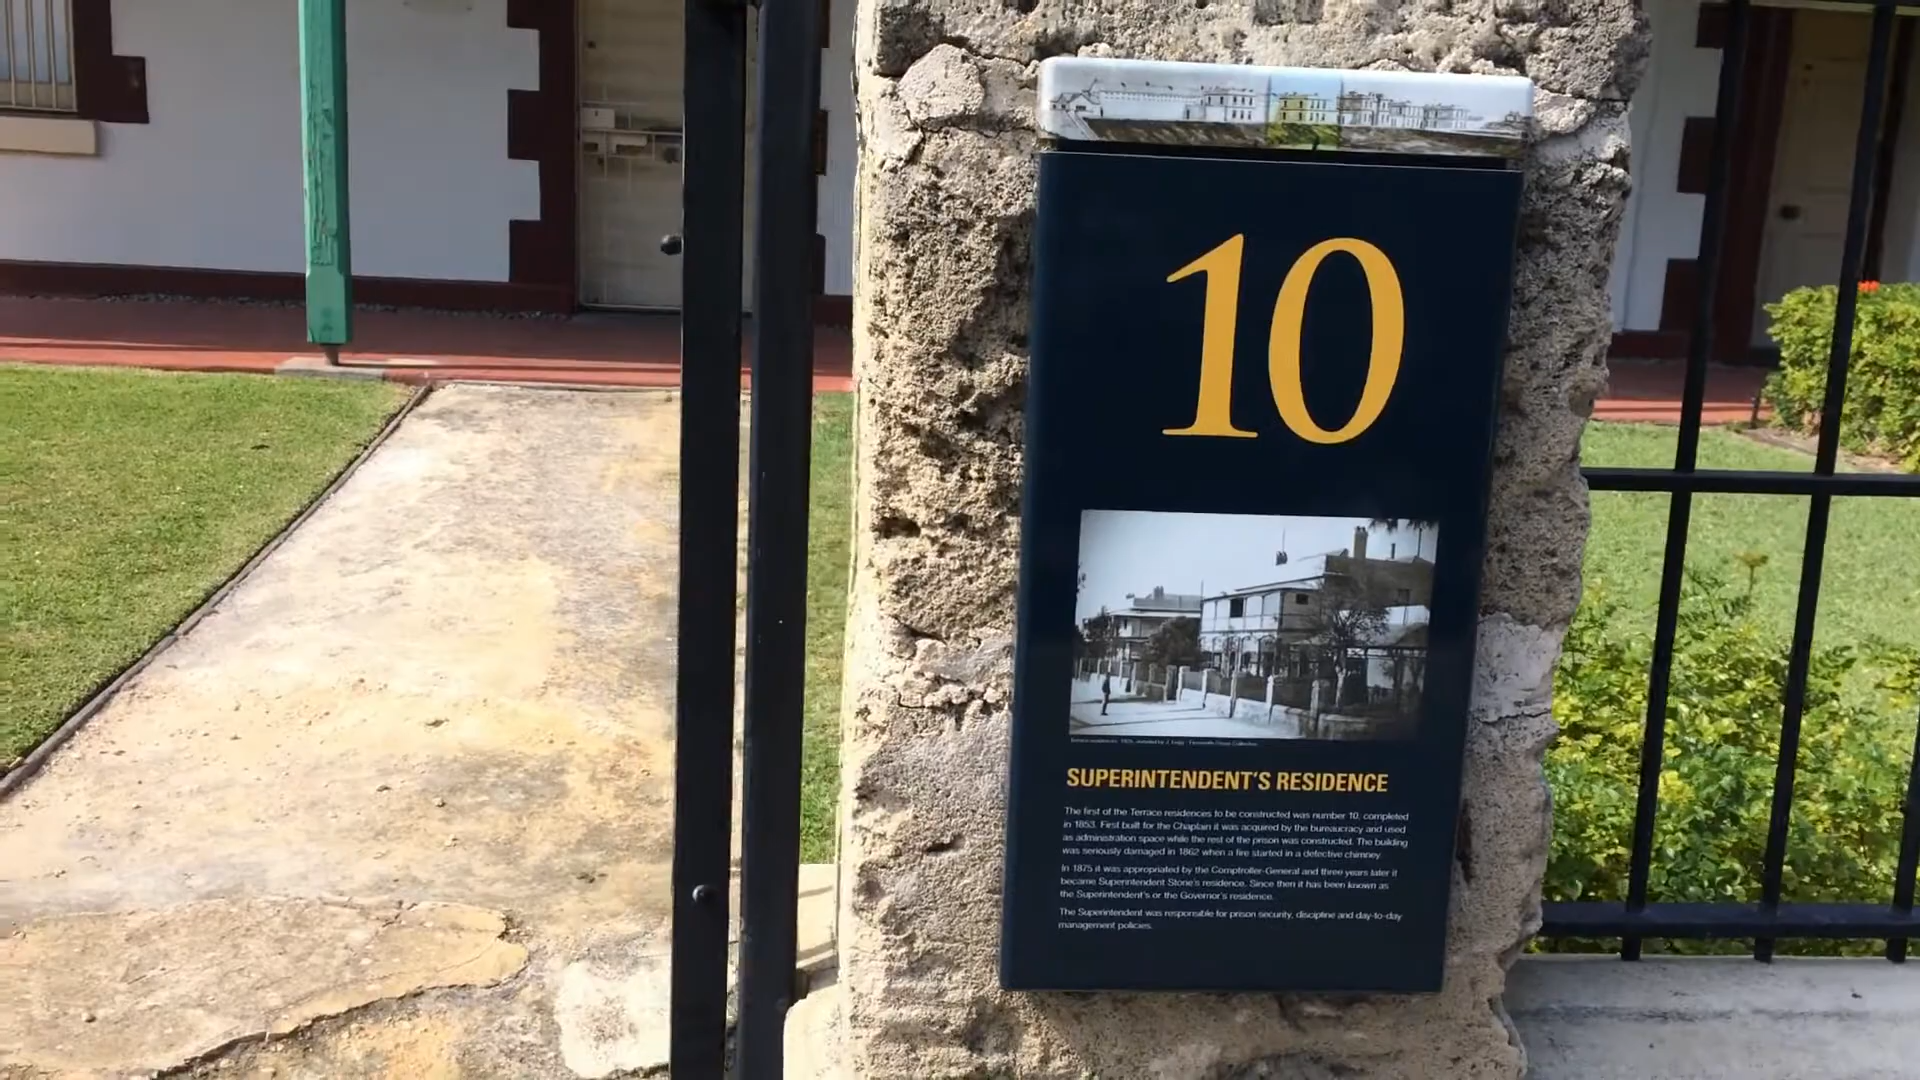 10
SUPERINTENDENT'S RESIDENCE
The first of the Terrace residences to be constructed was number 10, completed
in 1853. First built for the Chaplain it was acquired by the bureaucracy and used
as administration space while the rest of the prison was constructed. The building
was seriously damaged in 1862 when a fire started in a defective chimney.
In 1875 it was appropriated by the Comptroller-General and three years later it
became Superintendent Stone's residence. Since then it has been known as
the Superintendent's or the Governor's residence.
The Superintendent was responsible for prison security, discipline and day-to-day
management policies.